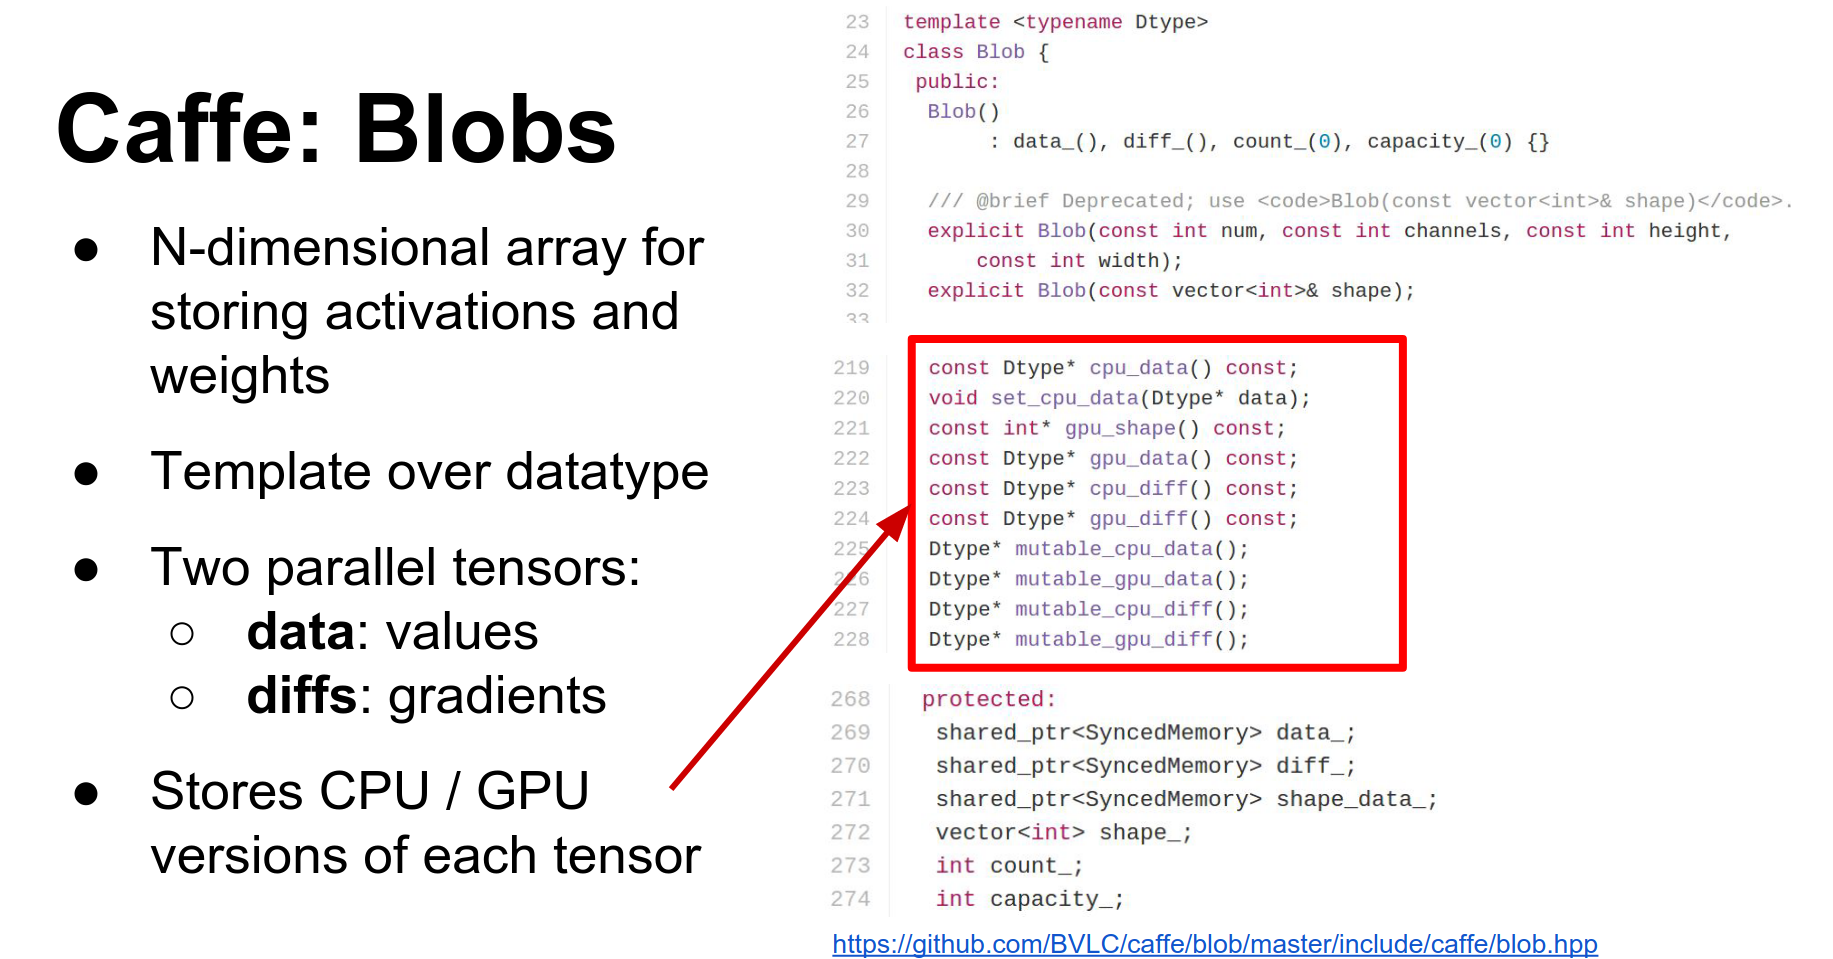 Caffe: Blobs
● N-dimensional array for
storing activations and
weights
● Template over datatype
● Two parallel tensors:
○ data: values
○ diffs: gradients
● Stores CPU / GPU
versions of each tensor
23 template <typename Dtype>
24 class Blob {
25 public:
26 Blob()
27 : data_(), diff_(), count_(0), capacity_(0) {}
28
29 /// @brief Deprecated; use <code>Blob(const vector<int>& shape)</code>.
30 explicit Blob(const int num, const int channels, const int height,
31 const int width);
32 explicit Blob(const vector<int>& shape);
33
219 const Dtype* cpu_data() const;
220 void set_cpu_data(Dtype* data);
221 const int* gpu_shape() const;
222 const Dtype* gpu_data() const;
223 const Dtype* cpu_diff() const;
224 const Dtype* gpu_diff() const;
225 Dtype* mutable_cpu_data();
226 Dtype* mutable_gpu_data();
227 Dtype* mutable_cpu_diff();
228 Dtype* mutable_gpu_diff();
268 protected:
269 shared_ptr<SyncedMemory> data_;
270 shared_ptr<SyncedMemory> diff_;
271 shared_ptr<SyncedMemory> shape_data_;
272 vector<int> shape_;
273 int count_;
274 int capacity_;
https://github.com/BVLC/caffe/blob/master/include/caffe/blob.hpp